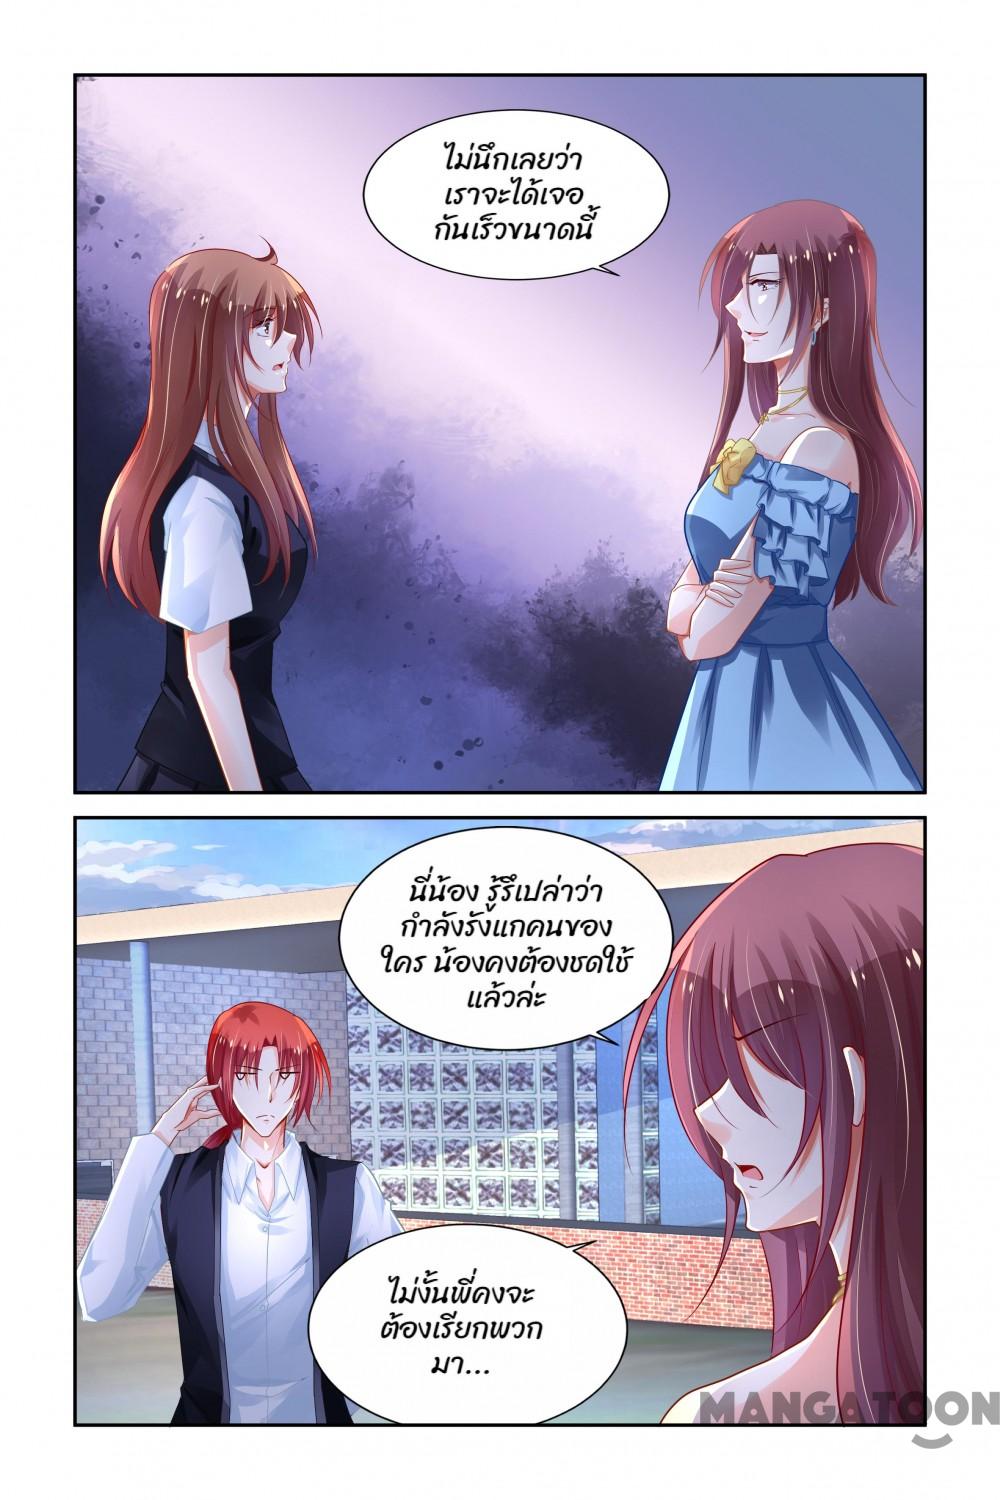 ไม่นึกเลยว่า
เราจะได้เจอ
กันเร็วขนาดนี้
นี่น้อง รู้รึเปล่าว่า
กำลังรังแกคนของ
ใคร น้องคงต้องชดใช้
แล้วล่ะ
ไม่งั้นพี่คงจะ
ต้องเรียกพวก
มา...
MANGATOON